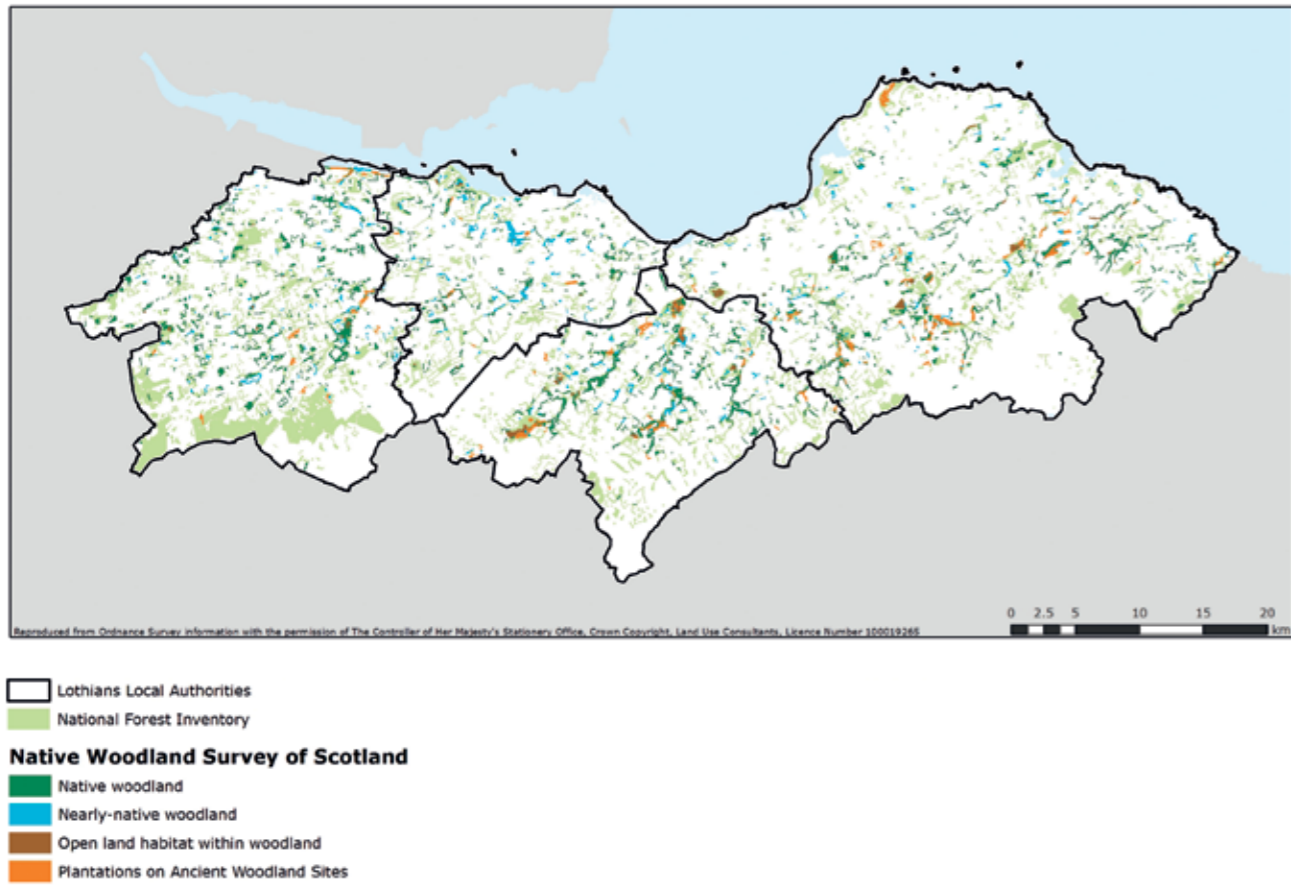 0 2.5 5 10 15 20
km
Reproduced from Ordnance Survey information with the permission of The Controller of Her Majesty's Stationery Office, Crown Copyright, Land Use Consultants, Licence Number 100019265
Lothians Local Authorities
National Forest Inventory
Native Woodland Survey of Scotland
Native woodland
Nearly-native woodland
Open land habitat within woodland
Plantations on Ancient Woodland Sites